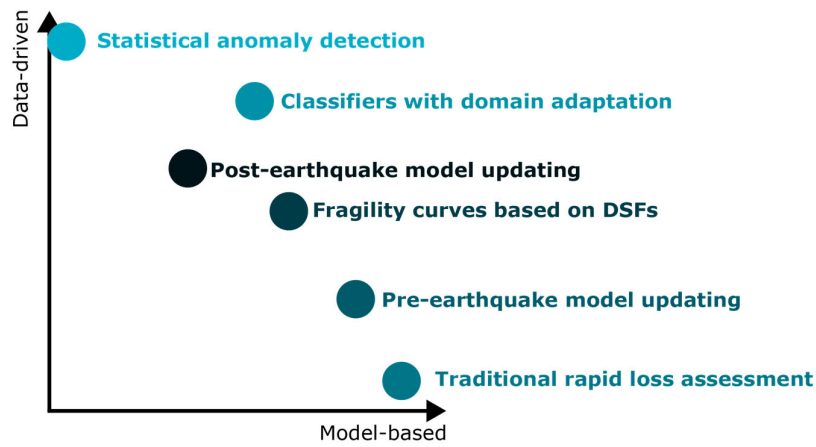 Data-driven
Statistical anomaly detection
Classifiers with domain adaptation
Post-earthquake model updating
Fragility curves based on DSFs
Pre-earthquake model updating
Traditional rapid loss assessment
Model-based